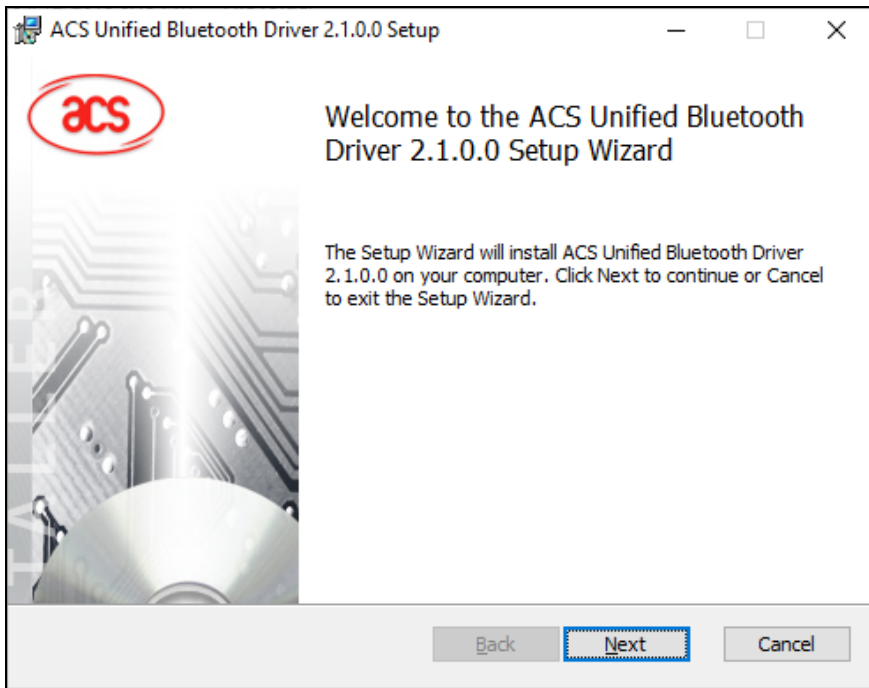 ACS Unified Bluetooth Driver 2.1.0.0 Setup
acs
Welcome to the ACS Unified Bluetooth
Driver 2.1.0.0 Setup Wizard
The Setup Wizard will install ACS Unified Bluetooth Driver
2.1.0.0 on your computer. Click Next to continue or Cancel
to exit the Setup Wizard.
TALLER
Back
Next
Cancel